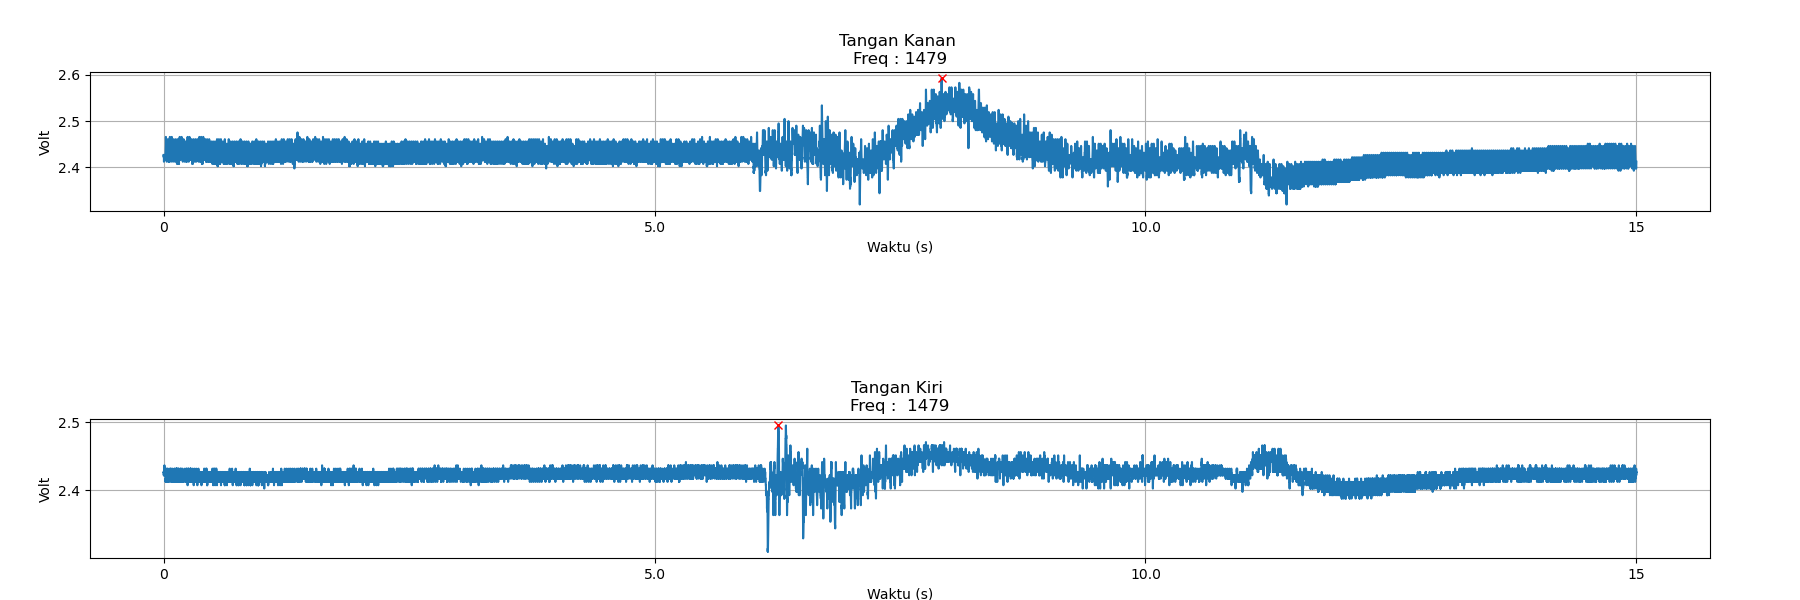 Tangan Kanan
Freq : 1479
2.6
2.5
2.4
Volt
0 5.0 10.0 15
Waktu (s)
Tangan Kiri
Freq :  1479
2.5
2.4
Volt
0 5.0 10.0 15
Waktu (s)